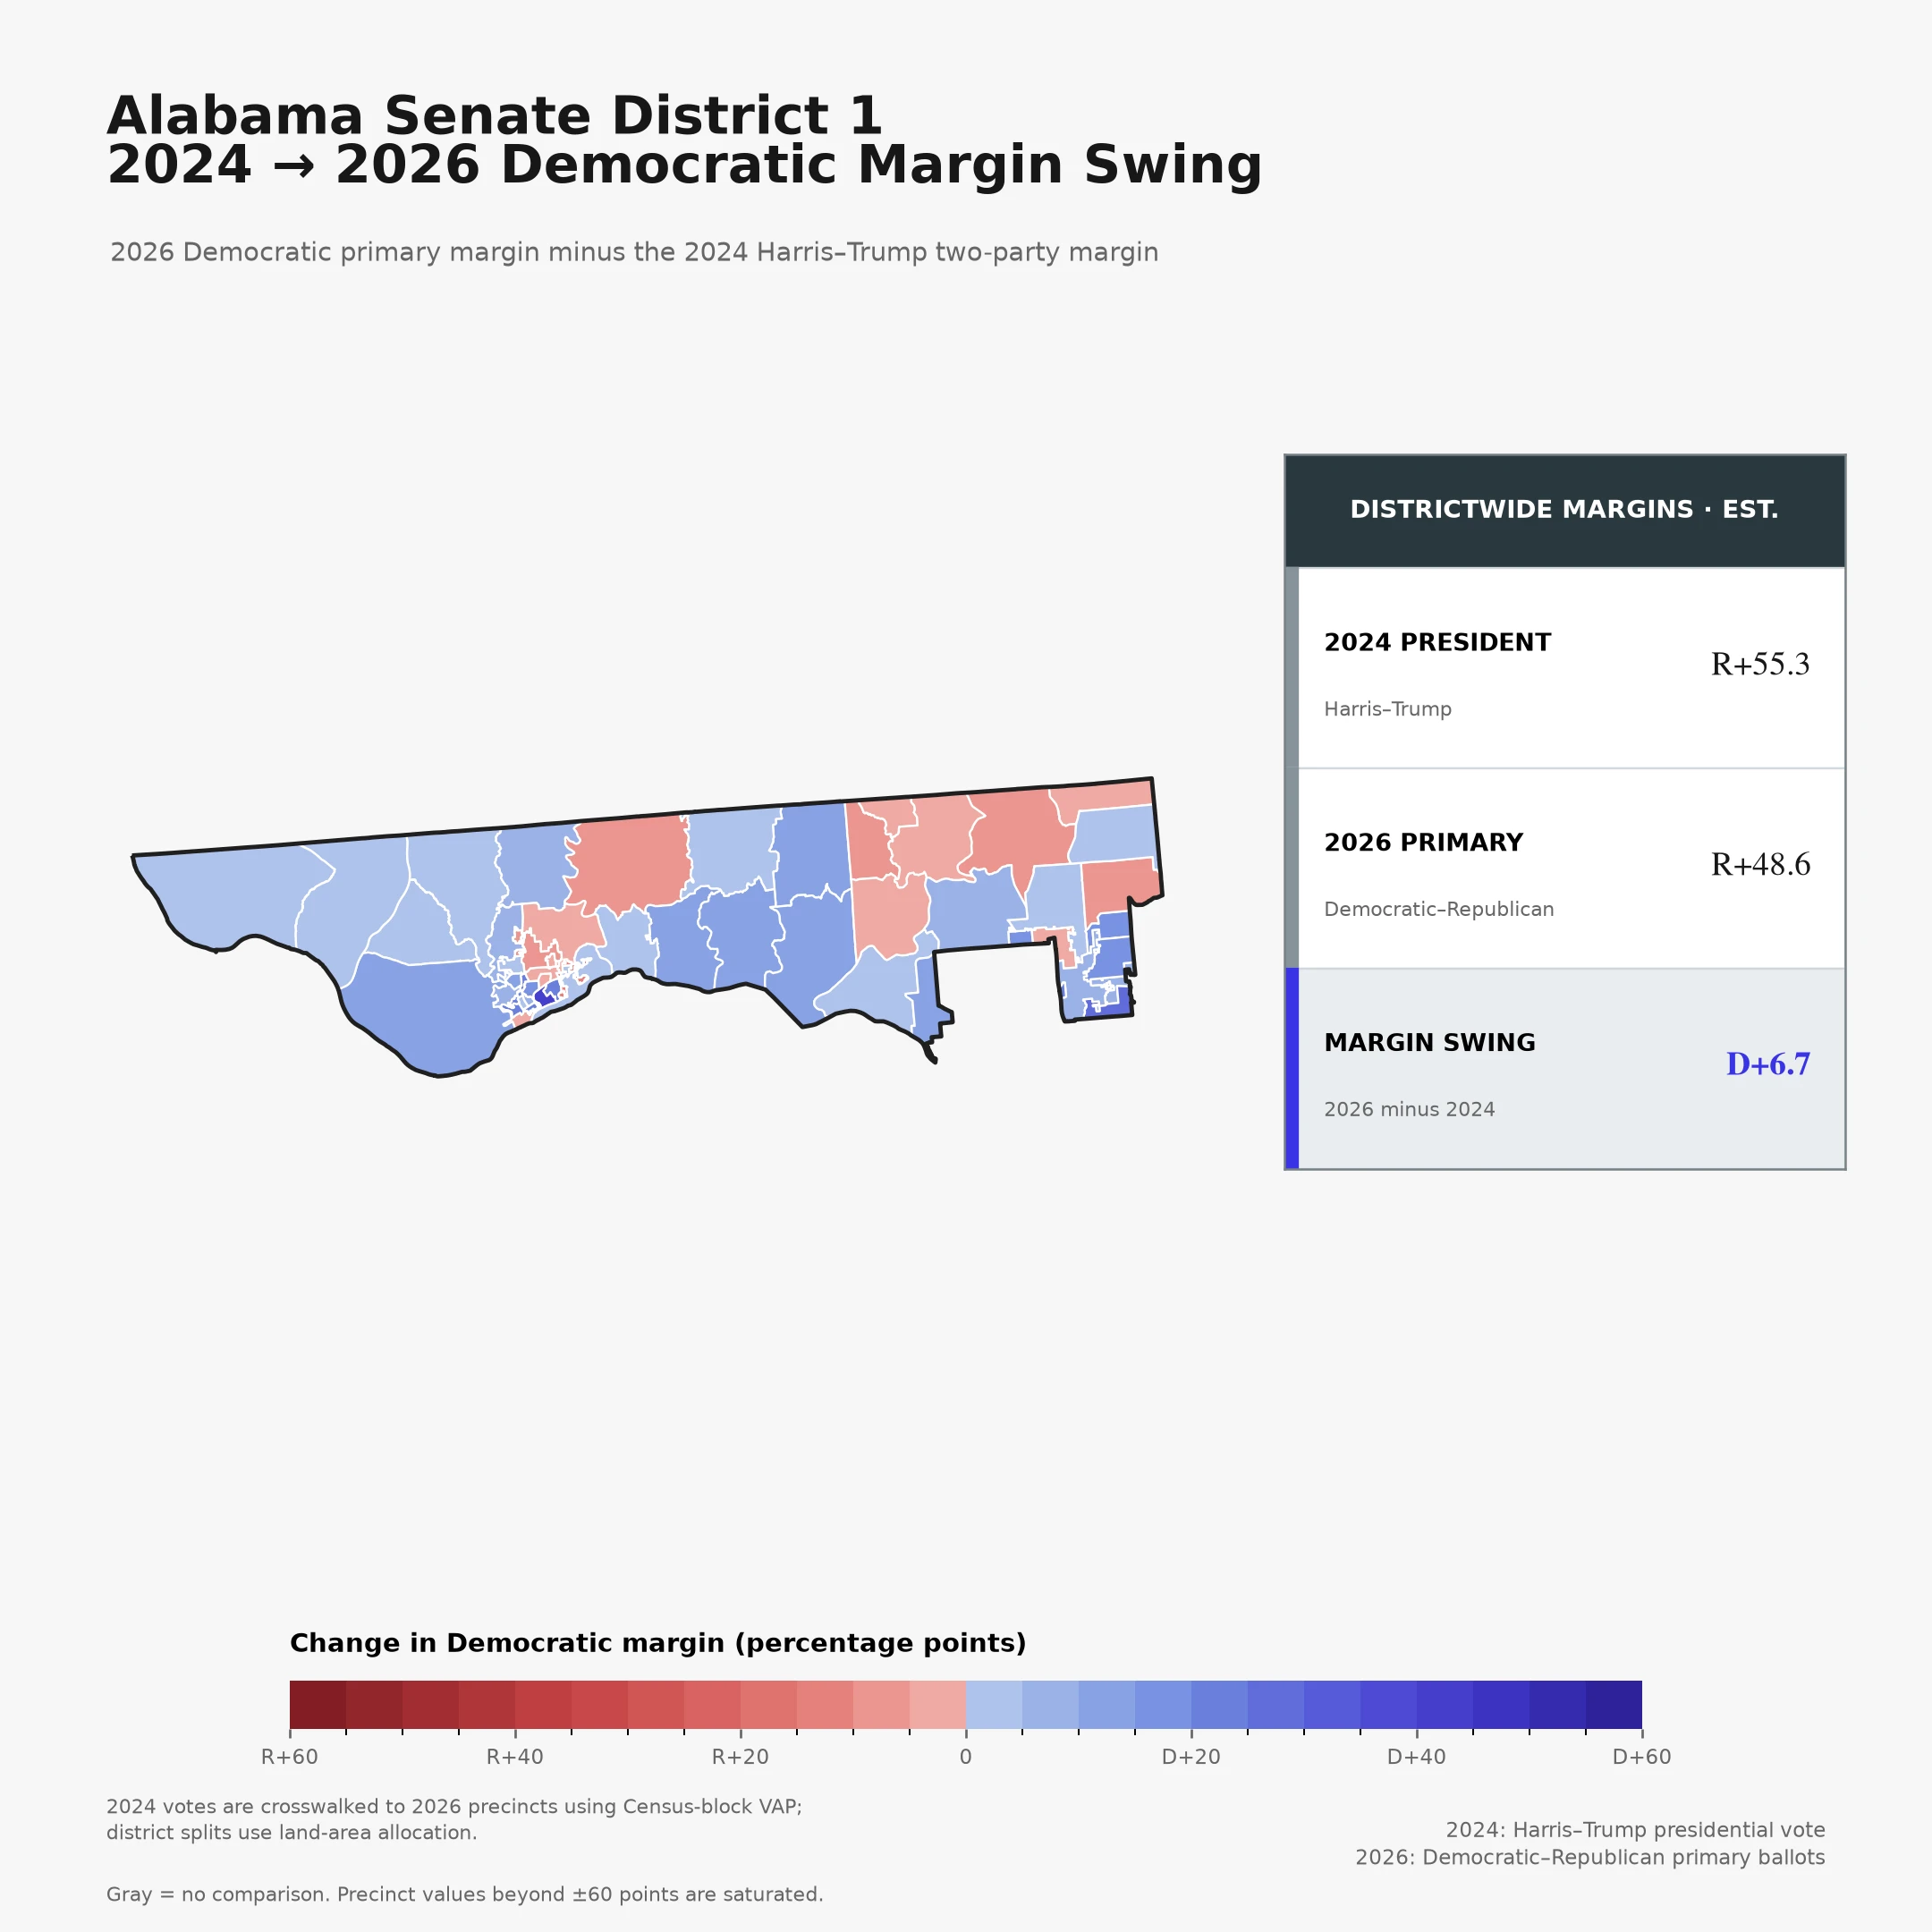 Alabama Senate District 1
2024 → 2026 Democratic Margin Swing
2026 Democratic primary margin minus the 2024 Harris–Trump two-party margin
DISTRICTWIDE MARGINS · EST.
2024 PRESIDENT
R+55.3
Harris–Trump
2026 PRIMARY
R+48.6
Democratic–Republican
MARGIN SWING
D+6.7
2026 minus 2024
Change in Democratic margin (percentage points)
R+60 R+40 R+20 0 D+20 D+40 D+60
2024 votes are crosswalked to 2026 precincts using Census-block VAP;
district splits use land-area allocation.
2024: Harris–Trump presidential vote
2026: Democratic–Republican primary ballots
Gray = no comparison. Precinct values beyond ±60 points are saturated.